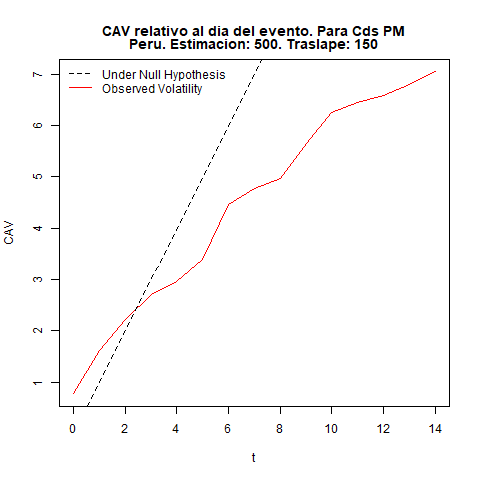 CAV relativo al dia del evento. Para Cds PM
Peru. Estimacion: 500. Traslape: 150
Under Null Hypothesis
Observed Volatility
CAV
7
6
5
4
3
2
1
0 2 4 6 8 10 12 14
t